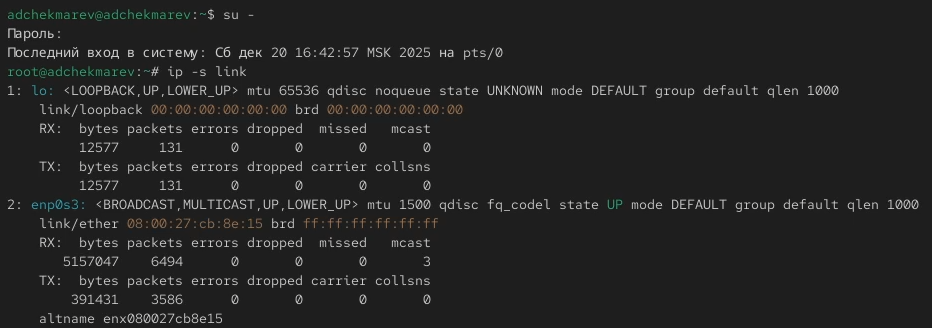 adchekmarev@adchekmarev:~$ su -
Пароль:
Последний вход в систему: Сб дек 20 16:42:57 MSK 2025 на pts/0
root@adchekmarev:~# ip -s link
1: lo: <LOOPBACK,UP,LOWER_UP> mtu 65536 qdisc noqueue state UNKNOWN mode DEFAULT group default qlen 1000
    link/loopback 00:00:00:00:00:00 brd 00:00:00:00:00:00
    RX:  bytes packets errors dropped  missed   mcast
         12577     131      0       0       0       0
    TX:  bytes packets errors dropped carrier collsns
         12577     131      0       0       0       0
2: enp0s3: <BROADCAST,MULTICAST,UP,LOWER_UP> mtu 1500 qdisc fq_codel state UP mode DEFAULT group default qlen 1000
    link/ether 08:00:27:cb:8e:15 brd ff:ff:ff:ff:ff:ff
    RX:  bytes packets errors dropped  missed   mcast
       5157047    6494      0       0       0       3
    TX:  bytes packets errors dropped carrier collsns
        391431    3586      0       0       0       0
    altname enx080027cb8e15